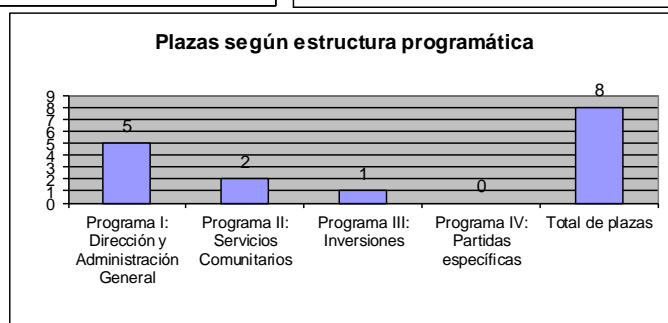 Plazas según estructura programática
9
8
7
6
5
4
3
2
1
0
5
2
1
0
8
Programa I:
Dirección y
Administración
General
Programa II:
Servicios
Comunitarios
Programa III:
Inversiones
Programa IV:
Partidas
específicas
Total de plazas